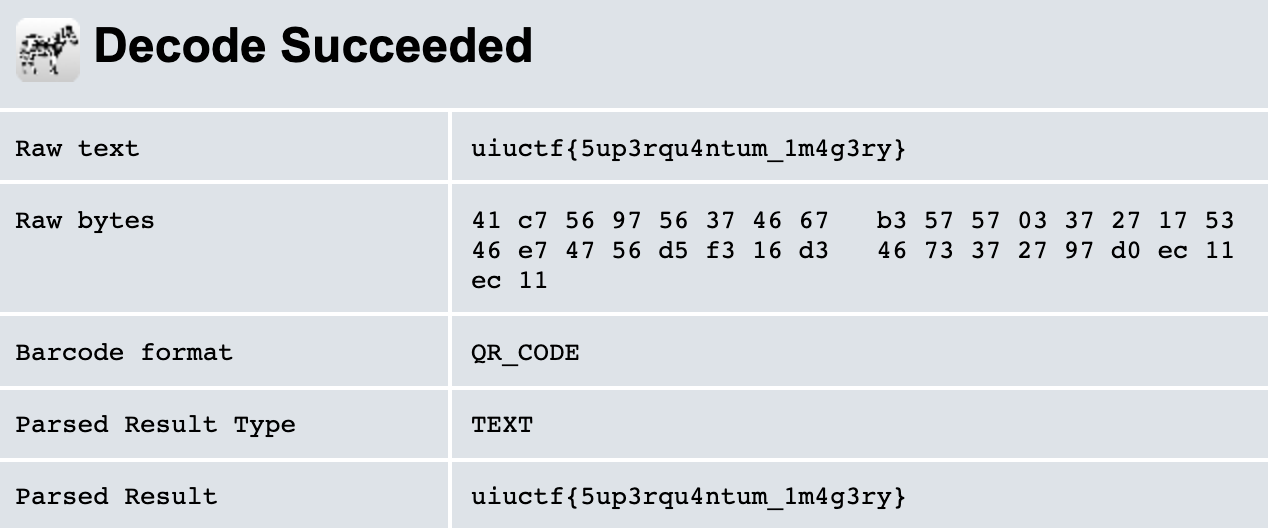 Decode Succeeded
Raw text uiuctf{5up3rqu4ntum_1m4g3ry}
Raw bytes 41 c7 56 97 56 37 46 67 b3 57 57 03 37 27 17 53
46 e7 47 56 d5 f3 16 d3 46 73 37 27 97 d0 ec 11
ec 11
Barcode format QR_CODE
Parsed Result Type TEXT
Parsed Result uiuctf{5up3rqu4ntum_1m4g3ry}